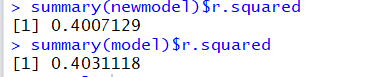 > summary(newmodel)$r.squared
[1] 0.4007129
> summary(model)$r.squared
[1] 0.4031118